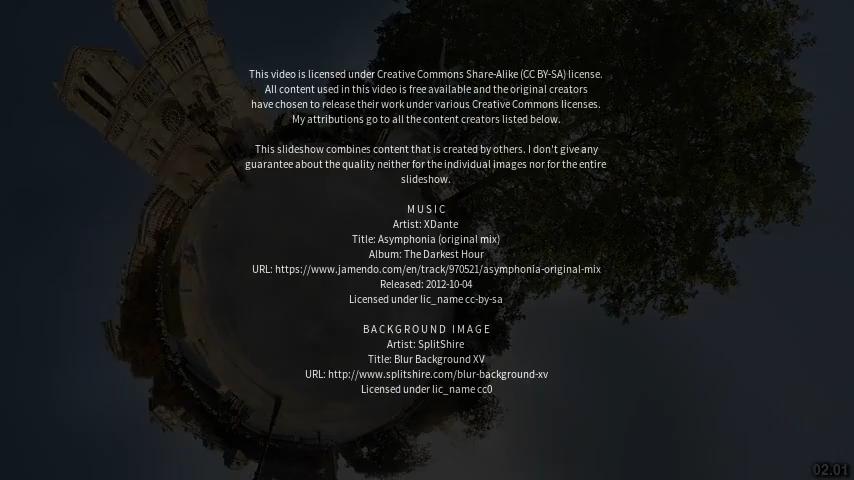 This video is licensed under Creative Commons Share-Alike (CC BY-SA) license.
All content used in this video is free available and the original creators
have chosen to release their work under various Creative Commons licenses.
My attributions go to all the content creators listed below.
This slideshow combines content that is created by others. I don't give any
guarantee about the quality neither for the individual images nor for the entire
slideshow.
MUSIC
Artist: XDante
Title: Asymphonia (original mix)
Album: The Darkest Hour
URL: https://www.jamendo.com/en/track/970521/asymphonia-original-mix
Released: 2012-10-04
Licensed under lic_name cc-by-sa
BACKGROUND IMAGE
Artist: SplitShire
Title: Blur Background XV
URL: http://www.splitshire.com/blur-background-xv
Licensed under lic_name cc0
02.01